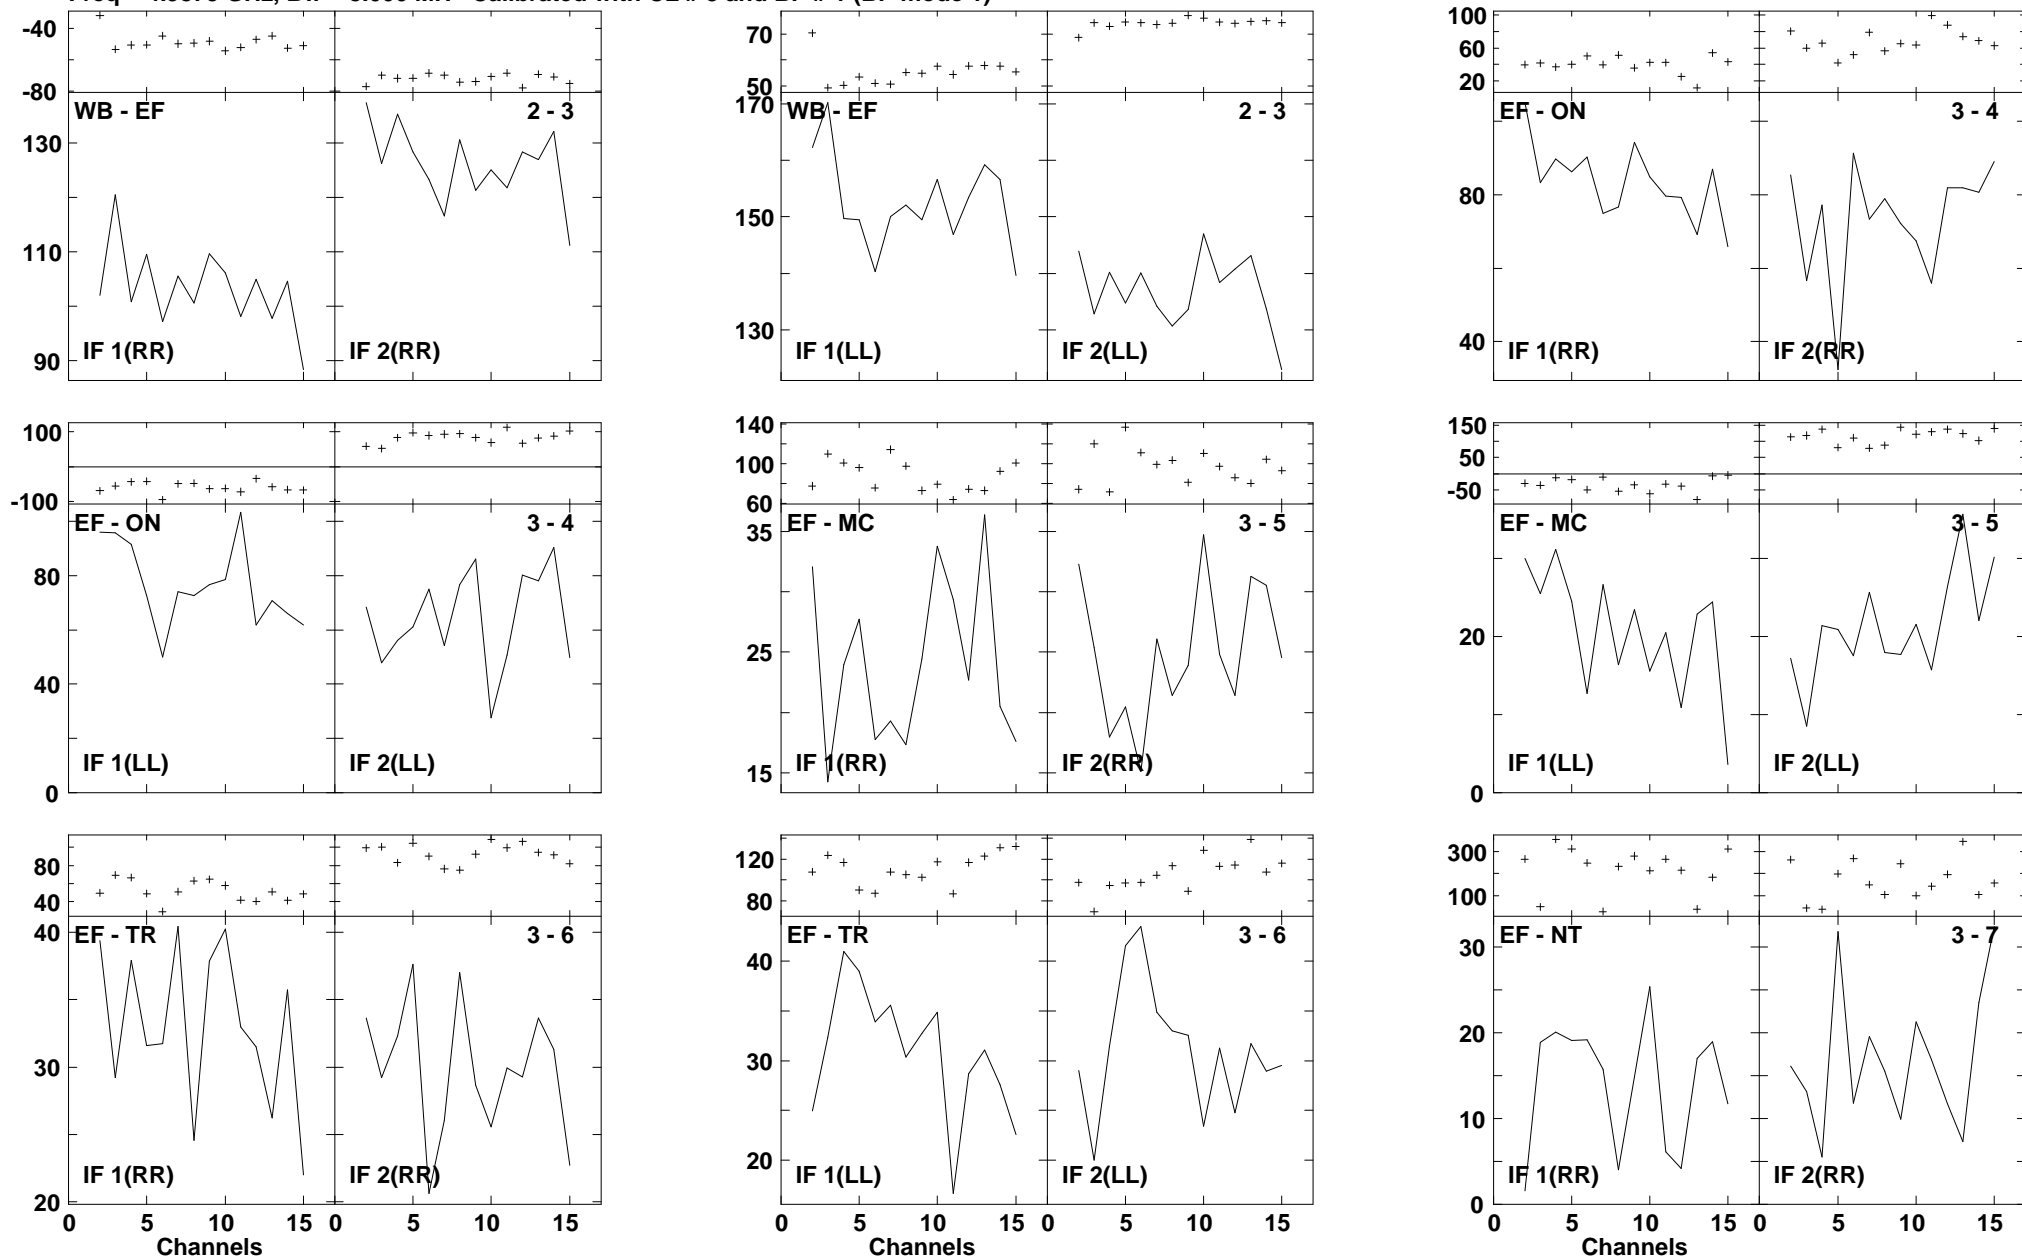 -40
-80
WB - EF
2 - 3
130
110
90
IF 1(RR)
IF 2(RR)
70
50
170
WB - EF
2 - 3
150
130
IF 1(LL)
IF 2(LL)
100
60
20
EF - ON
3 - 4
80
40
IF 1(RR)
IF 2(RR)
100
-100
EF - ON
3 - 4
80
40
0
IF 1(LL)
IF 2(LL)
140
100
60
EF - MC
3 - 5
35
25
15
IF 1(RR)
IF 2(RR)
150
50
-50
EF - MC
3 - 5
20
0
IF 1(LL)
IF 2(LL)
80
40
EF - TR
3 - 6
40
30
20
IF 1(RR)
IF 2(RR)
0 5 10 15 0 5 10 15
Channels
120
80
EF - TR
3 - 6
40
30
20
IF 1(LL)
IF 2(LL)
0 5 10 15 0 5 10 15
Channels
300
100
EF - NT
3 - 7
30
20
10
0
IF 1(RR)
IF 2(RR)
0 5 10 15 0 5 10 15
Channels